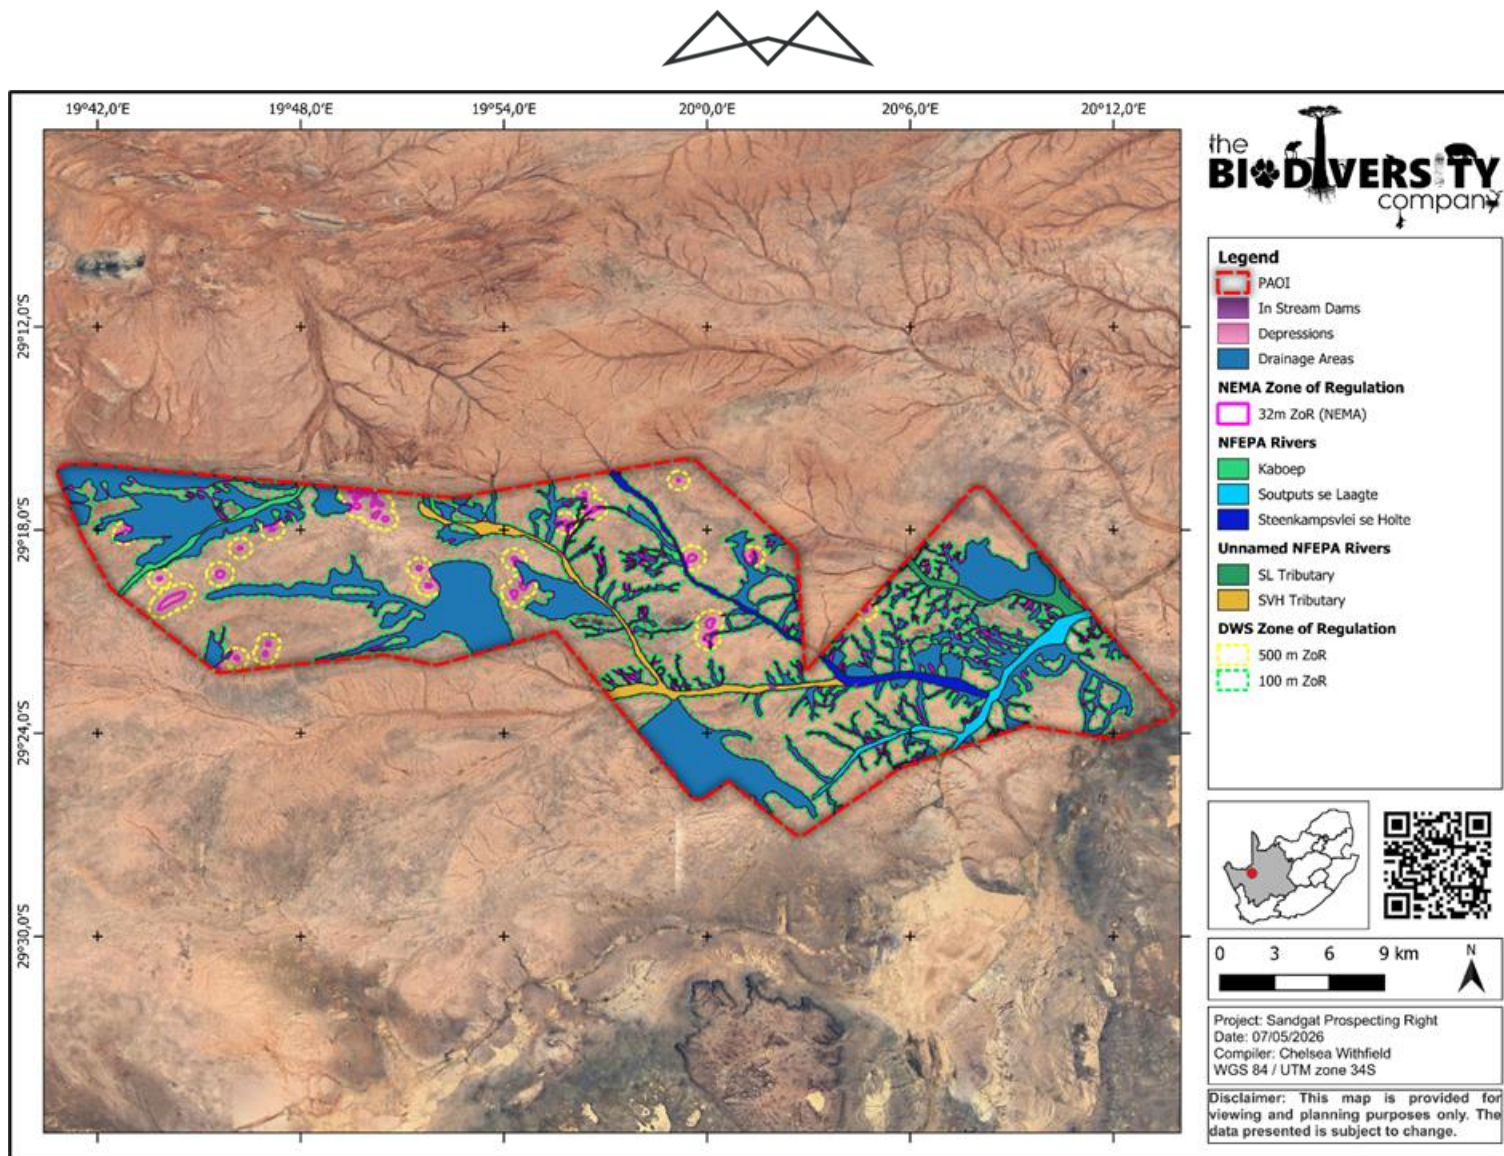 19°42,0'E
19°48,0'E
19°54,0'E
20°0,0'E
20°6,0'E
20°12,0'E
29°12,0'S
29°18,0'S
29°24,0'S
29°30,0'S
the
BIODIVERSITY
company
Legend
PAOI
In Stream Dams
Depressions
Drainage Areas
NEMA Zone of Regulation
32m ZoR (NEMA)
NFEPA Rivers
Kaboep
Soutputs se Laagte
Steenkampsvlei se Holte
Unnamed NFEPA Rivers
SL Tributary
SVH Tributary
DWS Zone of Regulation
500 m ZoR
100 m ZoR
0 3 6 9 km
N
Project: Sandgat Prospecting Right
Date: 07/05/2026
Compiler: Chelsea Withfield
WGS 84 / UTM zone 34S
Disclaimer: This map is provided for
viewing and planning purposes only. The
data presented is subject to change.